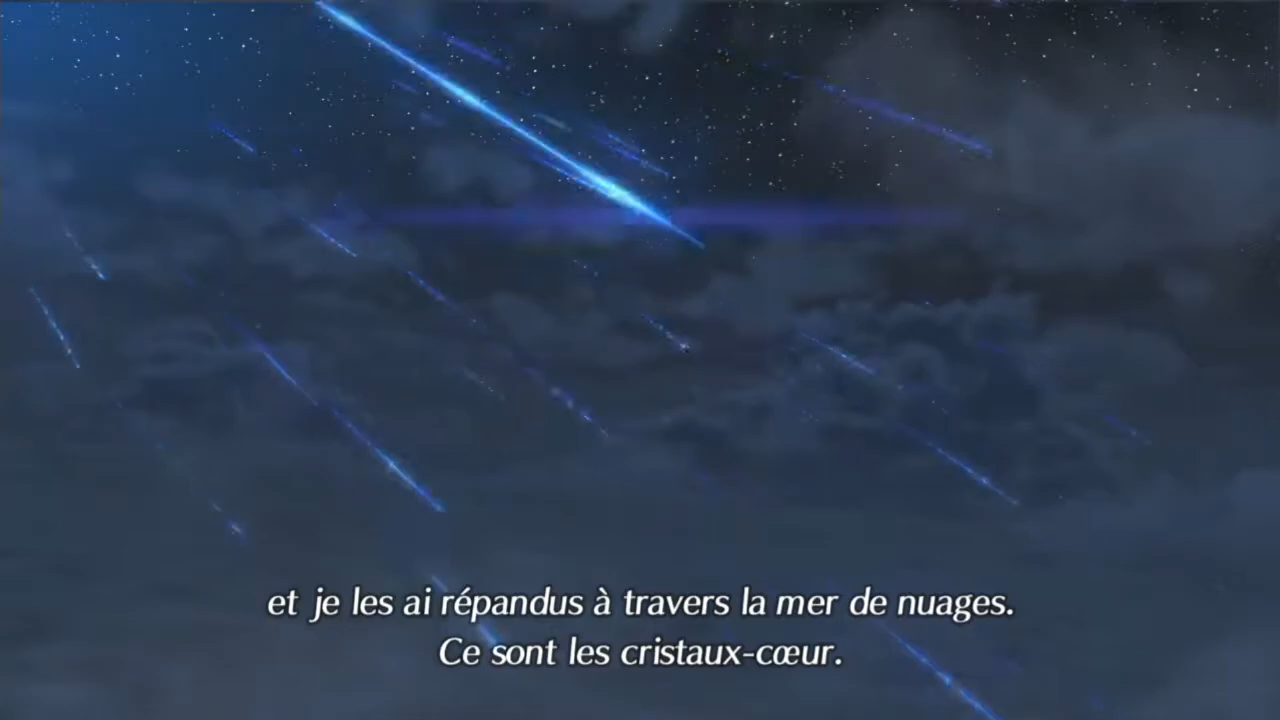 et je les ai répandus à travers la mer de nuages.
Ce sont les cristaux-cœur.